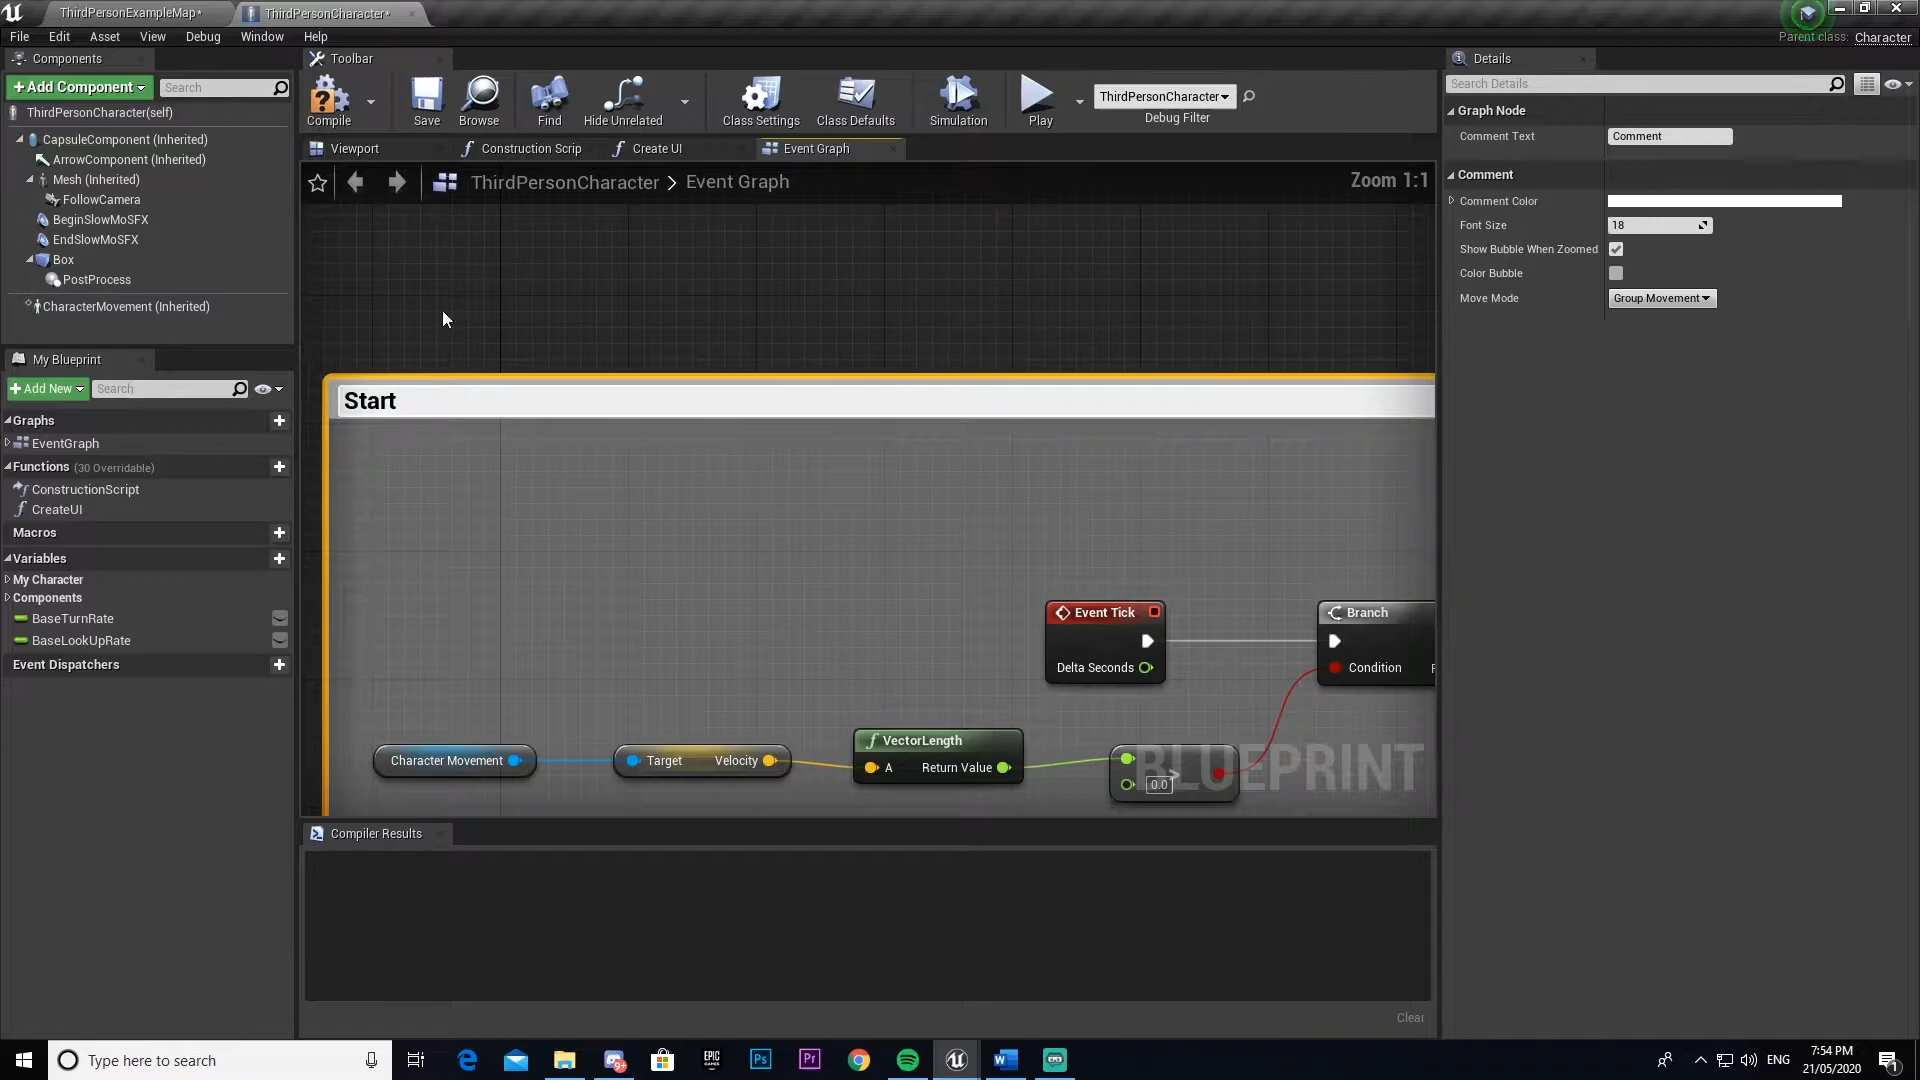 ThirdPersonExampleMap*
ThirdPersonCharacter*
File Edit Asset View Debug Window Help
Parent class: Character
Components
+ Add Component
Search
ThirdPersonCharacter(self)
CapsuleComponent (Inherited)
ArrowComponent (Inherited)
Mesh (Inherited)
FollowCamera
BeginSlowMoSFX
EndSlowMoSFX
Box
PostProcess
CharacterMovement (Inherited)
My Blueprint
+ Add New
Search
Graphs
EventGraph
Functions (30 Overridable)
ConstructionScript
CreateUI
Macros
Variables
My Character
Components
BaseTurnRate
BaseLookUpRate
Event Dispatchers
Toolbar
Compile
Save
Browse
Find
Hide Unrelated
Class Settings
Class Defaults
Simulation
Play
ThirdPersonCharacter
Debug Filter
Viewport
Construction Scrip
Create UI
Event Graph
ThirdPersonCharacter > Event Graph
Zoom 1:1
Start
Event Tick
Delta Seconds
Branch
Condition
Character Movement
Target Velocity
VectorLength
A Return Value
>
0.0
BLUEPRINT
Compiler Results
Clear
Details
Search Details
Graph Node
Comment Text Comment
Comment
Comment Color
Font Size 18
Show Bubble When Zoomed
Color Bubble
Move Mode Group Movement
Type here to search
EPIC GAMES
Ps
Pr
9+
ENG
7:54 PM
21/05/2020
1